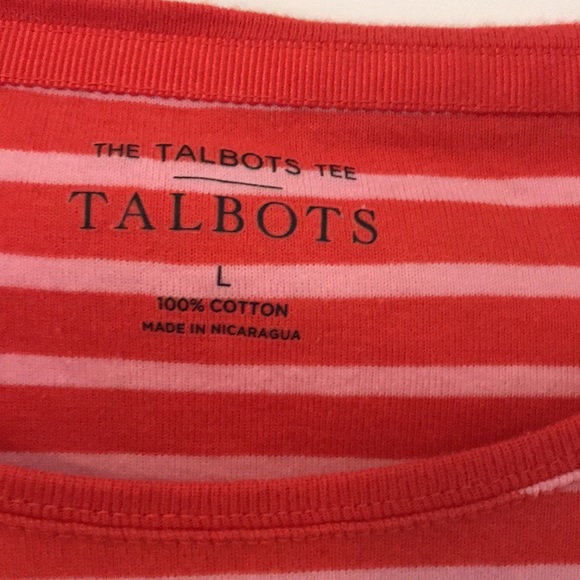 THE TALBOTS TEE
TALBOTS
L
100% COTTON
MADE IN NICARAGUA